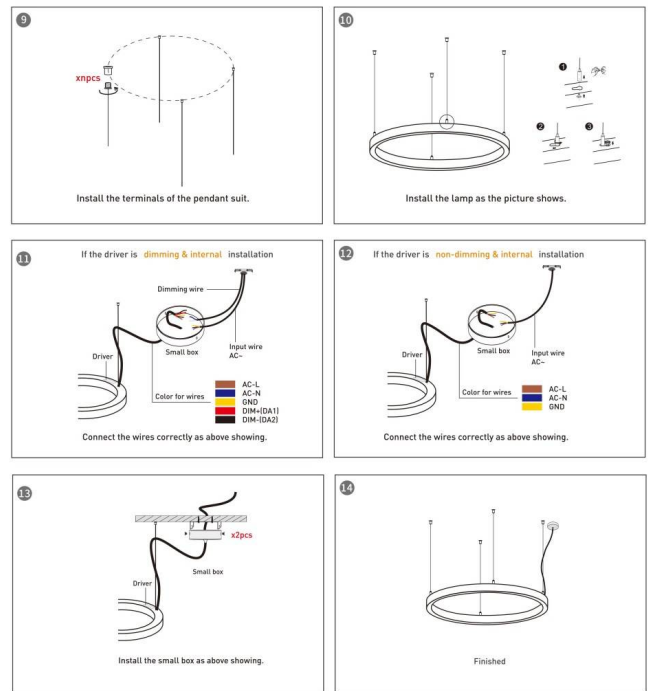 9
xnpcs
Install the terminals of the pendant suit.
10
1
2
3
Install the lamp as the picture shows.
11
If the driver is dimming & internal installation
Dimming wire
Driver
Small box
Input wire
AC~
Color for wires
AC-L
AC-N
GND
DIM+(DA1)
DIM-(DA2)
Connect the wires correctly as above showing.
12
If the driver is non-dimming & internal installation
Driver
Small box
Input wire
AC~
Color for wires
AC-L
AC-N
GND
Connect the wires correctly as above showing.
13
x2pcs
Small box
Driver
Install the small box as above showing.
14
Finished